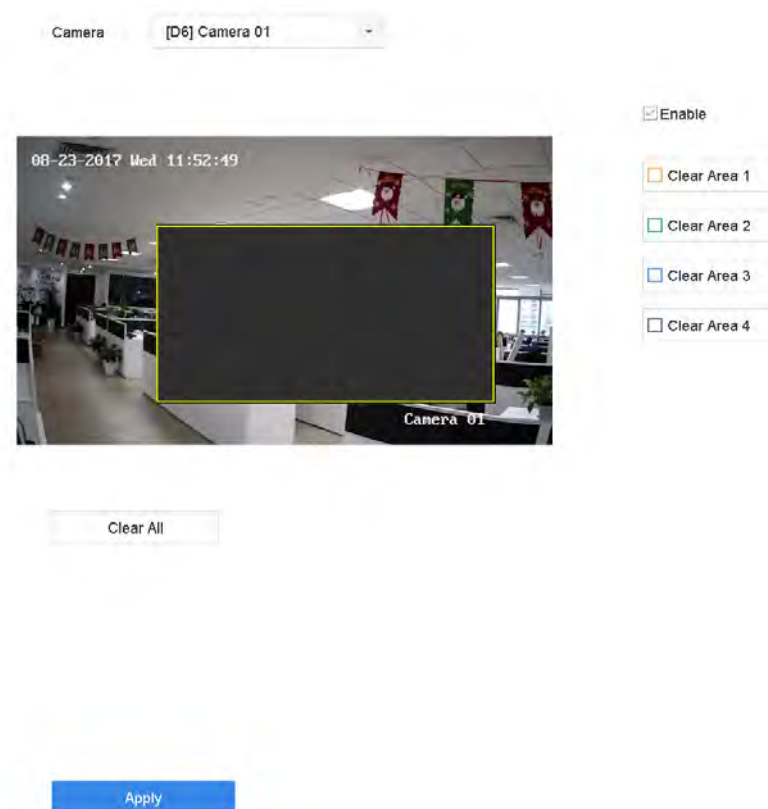 Camera [D6] Camera 01
Enable
08-23-2017 Wed 11:52:49
Clear Area 1
Clear Area 2
Clear Area 3
Clear Area 4
Camera 01
Clear All
Apply